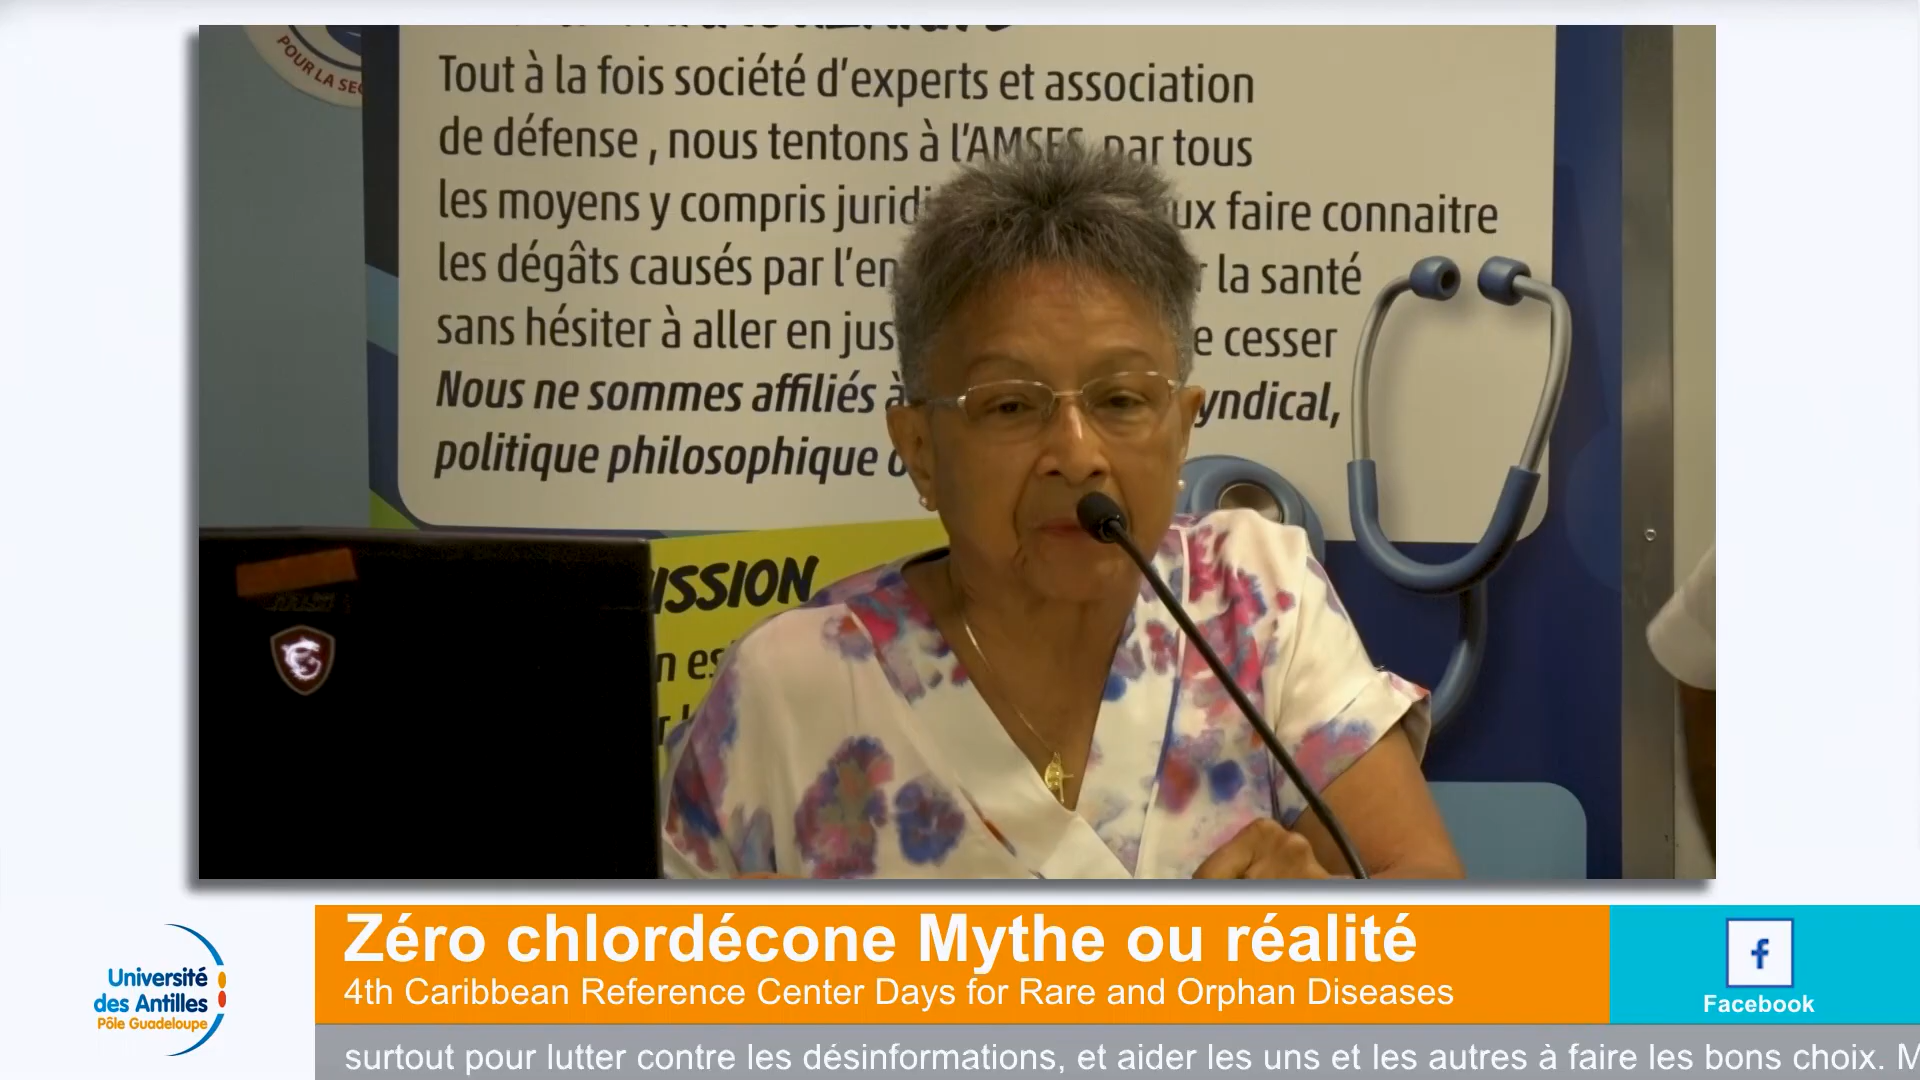 POUR LA SEC
Tout à la fois société d'experts et association
de défense , nous tentons à l'AMSES, par tous
les moyens y compris juridi ux faire connaitre
les dégâts causés par l'en la santé
sans hésiter à aller en jus e cesser
Nous ne sommes affiliés à yndical,
politique philosophique o
ISSION
n es
Zéro chlordécone Mythe ou réalité
4th Caribbean Reference Center Days for Rare and Orphan Diseases
Université
des Antilles
Pôle Guadeloupe
f
Facebook
surtout pour lutter contre les désinformations, et aider les uns et les autres à faire les bons choix. M